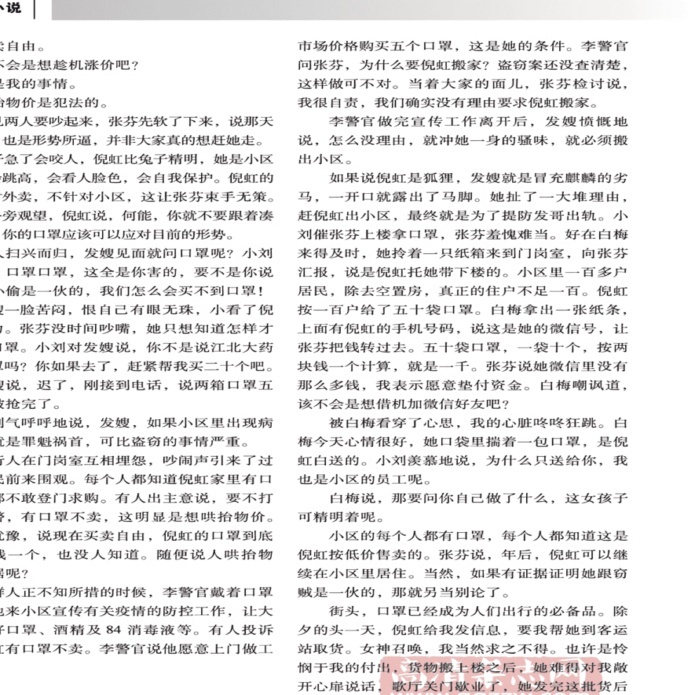 小说
卖自由。
不会是想趁机涨价吧？
是我的事情。
抬物价是犯法的。
见两人要吵起来，张芬先软了下来，说那天
也是形势所逼，并非大家真的想赶她走。
子急了会咬人，倪虹比兔子精明，她是小区
跳高，会看人脸色，会自我保护。倪虹的
对外卖，不针对小区，这让张芬束手无策。
一旁观望，倪虹说，何能，你就不要跟着凑
你的口罩应该可以应对目前的形势。
人扫兴而归，发嫂见面就问口罩呢？小刘
口罩口罩，这全是你害的，要不是你说
小偷是一伙的，我们怎么会买不到口罩！
嫂一脸苦闷，恨自己有眼无珠，小看了倪
力。张芬没时间吵嘴，她只想知道怎样才
口罩。小刘对发嫂说，你不是说江北大药
罩吗？你如果去了，赶紧帮我买二十个吧。
嫂说，迟了，刚接到电话，说两箱口罩五
被抢完了。
刘气呼呼地说，发嫂，如果小区里出现病
就是罪魁祸首，可比盗窃的事情严重。
行人在门岗室互相埋怨，吵闹声引来了过
民前来围观。每个人都知道倪虹家里有口
都不敢登门求购。有人出主意说，要不打
警，有口罩不卖，这明显是想哄抬物价。
犹豫，说现在买卖自由，倪虹的口罩到底
钱一个，也没人知道。随便说人哄抬物
据呢？
群人正不知所措的时候，李警官戴着口罩
他来小区宣传有关疫情的防控工作，让大
好口罩、酒精及 84 消毒液等。有人投诉
虹有口罩不卖。李警官说他愿意上门做工
市场价格购买五个口罩，这是她的条件。李警官
问张芬，为什么要倪虹搬家？盗窃案还没查清楚，
这样做可不对。当着大家的面儿，张芬检讨说，
我很自责，我们确实没有理由要求倪虹搬家。
李警官做完宣传工作离开后，发嫂愤慨地
说，怎么没理由，就冲她一身的骚味，就必须搬
出小区。
如果说倪虹是狐狸，发嫂就是冒充麒麟的劣
马，一开口就露出了马脚。她扯了一大堆理由，
赶倪虹出小区，最终就是为了提防发哥出轨。小
刘催张芬上楼拿口罩，张芬羞愧难当。好在白梅
来得及时，她拎着一只纸箱来到门岗室，向张芬
汇报，说是倪虹托她带下楼的。小区里一百多户
居民，除去空置房，真正的住户不足一百。倪虹
按一百户给了五十袋口罩。白梅拿出一张纸条，
上面有倪虹的手机号码，说这是她的微信号，让
张芬把钱转过去。五十袋口罩，一袋十个，按两
块钱一个计算，就是一千。张芬说她微信里没有
那么多钱，我表示愿意垫付资金。白梅嘲讽道，
该不会是想借机加微信好友吧？
被白梅看穿了心思，我的心脏咚咚狂跳。白
梅今天心情很好，她口袋里揣着一包口罩，是倪
虹白送的。小刘羡慕地说，为什么只送给你，我
也是小区的员工呢。
白梅说，那要问你自己做了什么，这女孩子
可精明着呢。
小区的每个人都有口罩，每个人都知道这是
倪虹按低价售卖的。张芬说，年后，倪虹可以继
续在小区里居住。当然，如果有证据证明她跟窃
贼是一伙的，那就另当别论了。
街头，口罩已经成为人们出行的必备品。除
夕的头一天，倪虹给我发信息，要我帮她到客运
站取货。女神召唤，我当然求之不得。也许是怜
悯于我的付出，货物搬上楼之后，她难得对我敞
开心扉说话，歌厅关门歇业了，她发完这批货后